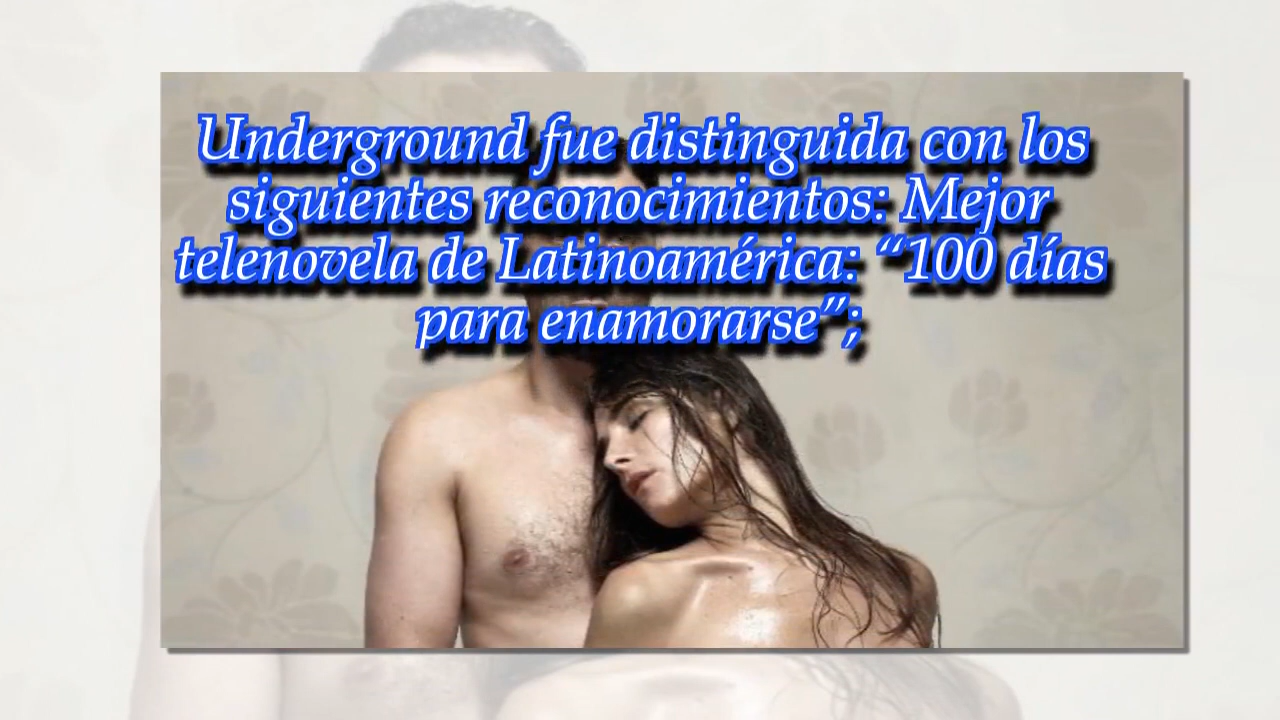 Underground fue distinguida con los
siguientes reconocimientos: Mejor
telenovela de Latinoamérica: “100 días
para enamorarse”;